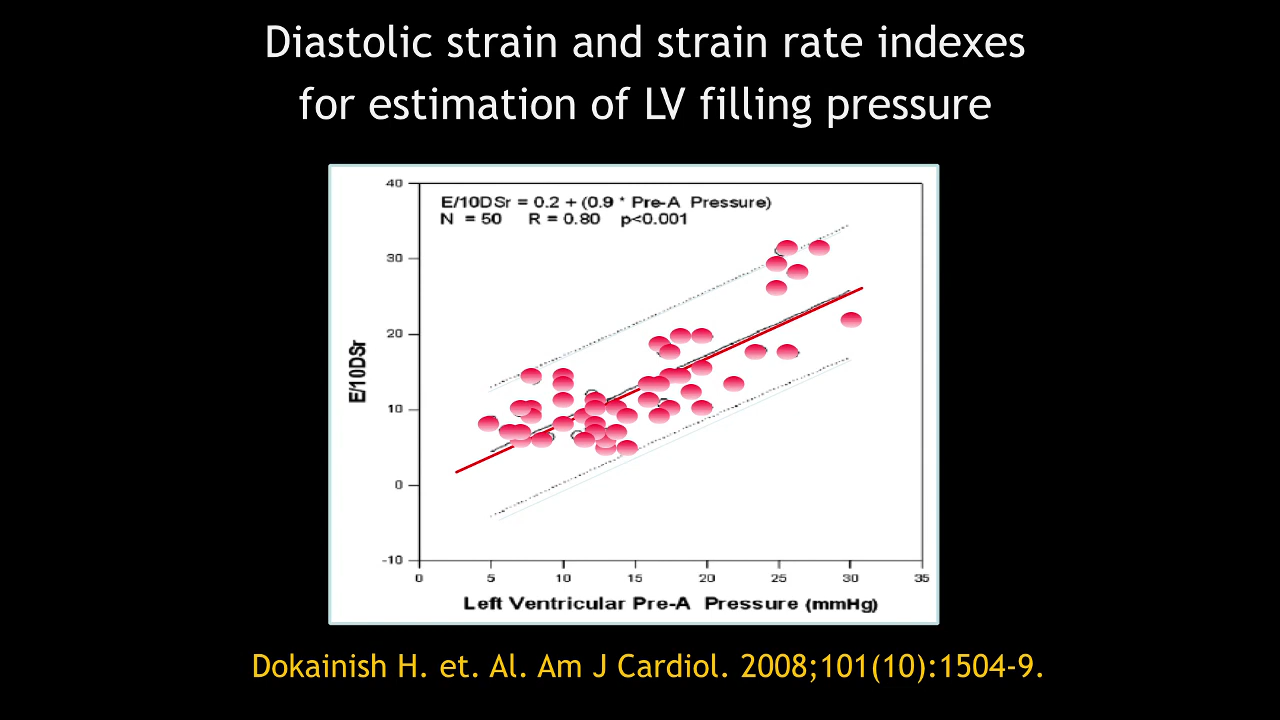 Diastolic strain and strain rate indexes
for estimation of LV filling pressure
E/10DSr = 0.2 + (0.9 * Pre-A Pressure)
N = 50 R = 0.80 p<0.001
40
30
20
10
0
-10
E/10DSr
0 5 10 15 20 25 30 35
Left Ventricular Pre-A Pressure (mmHg)
Dokainish H. et. Al. Am J Cardiol. 2008;101(10):1504-9.